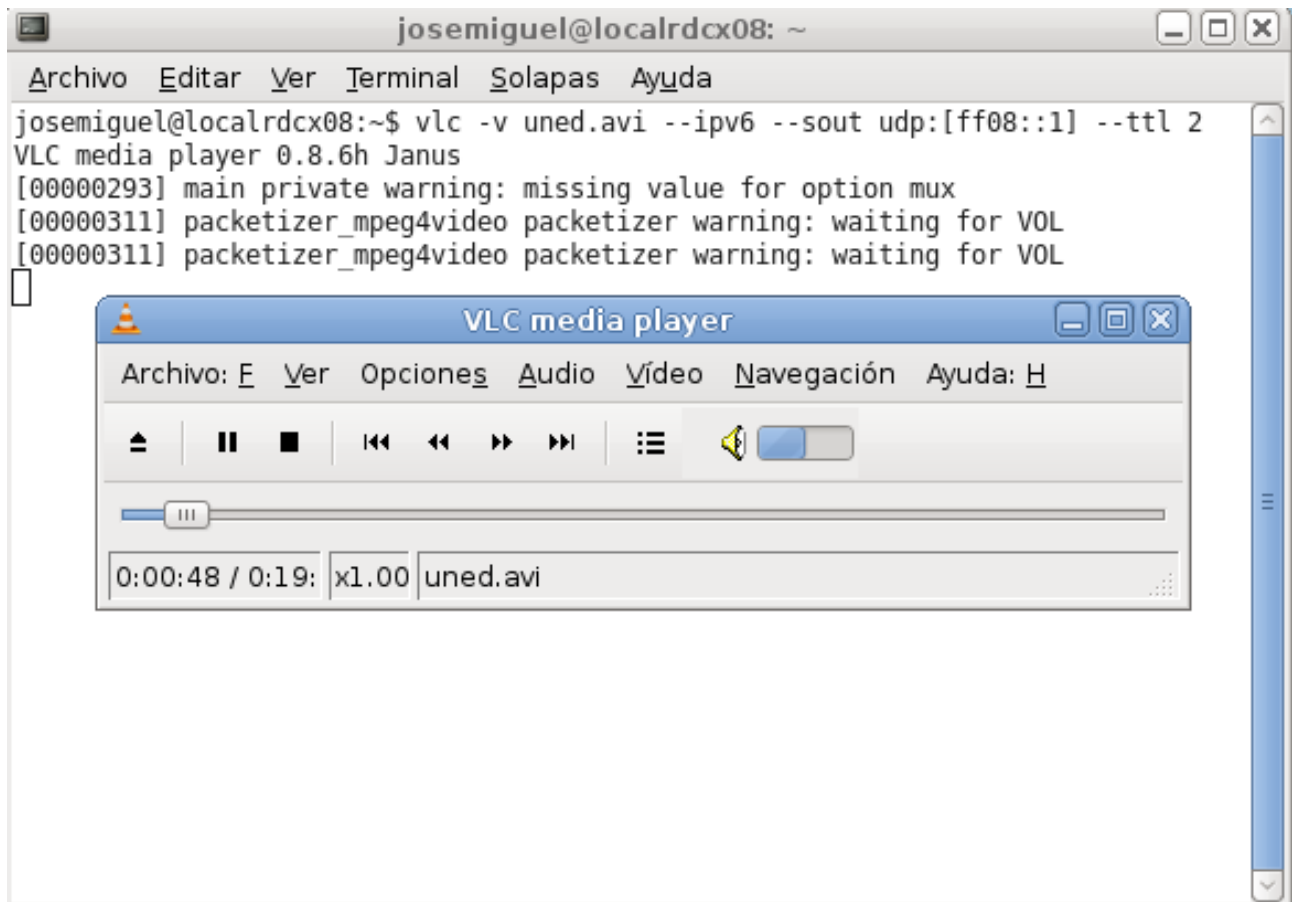 josemiguel@localrdcx08: ~
Archivo Editar Ver Terminal Solapas Ayuda
josemiguel@localrdcx08:~$ vlc -v uned.avi --ipv6 --sout udp:[ff08::1] --ttl 2
VLC media player 0.8.6h Janus
[00000293] main private warning: missing value for option mux
[00000311] packetizer_mpeg4video packetizer warning: waiting for VOL
[00000311] packetizer_mpeg4video packetizer warning: waiting for VOL
VLC media player
Archivo: F Ver Opciones Audio Vídeo Navegación Ayuda: H
0:00:48 / 0:19: x1.00 uned.avi